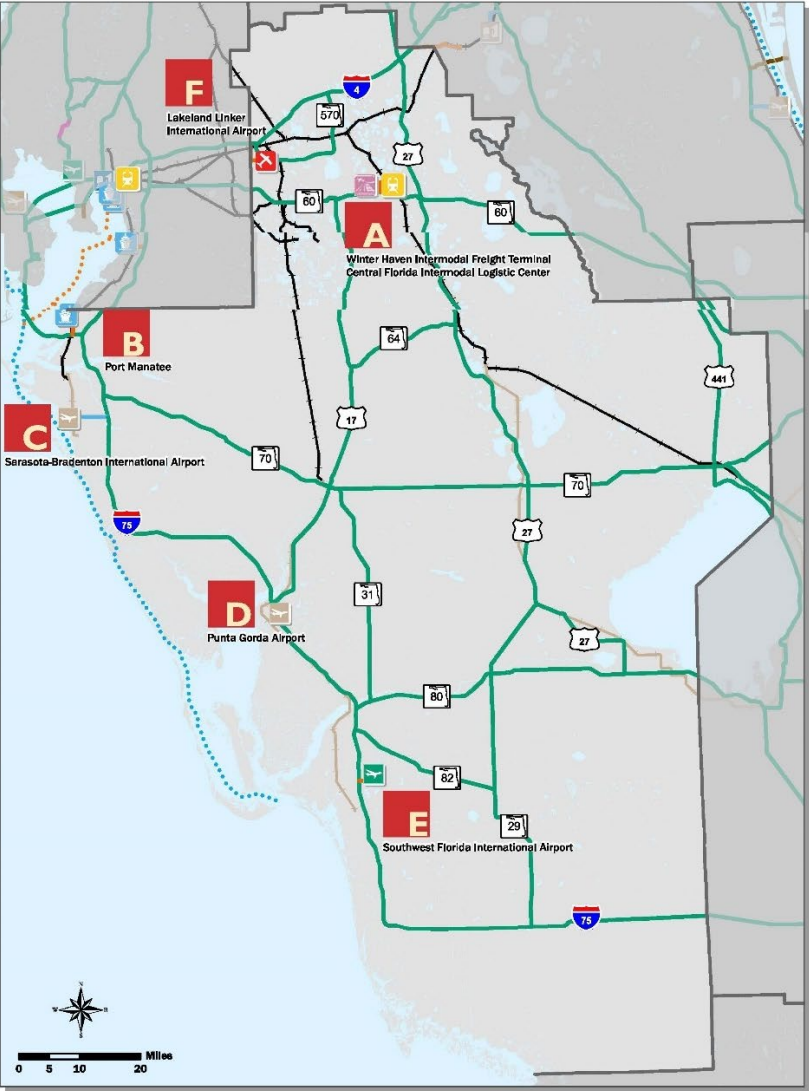 F
4
Lakeland Linker
International Airport
570
27
60
60
A
Winter Haven Intermodal Freight Terminal
Central Florida Intermodal Logistic Center
B
Port Manatee
64
441
17
C
Sarasota-Bradenton International Airport
70
70
75
27
D
31
Punta Gorda Airport
27
80
82
E
29
Southwest Florida International Airport
75
N
W
E
S
Miles
0 5 10 20